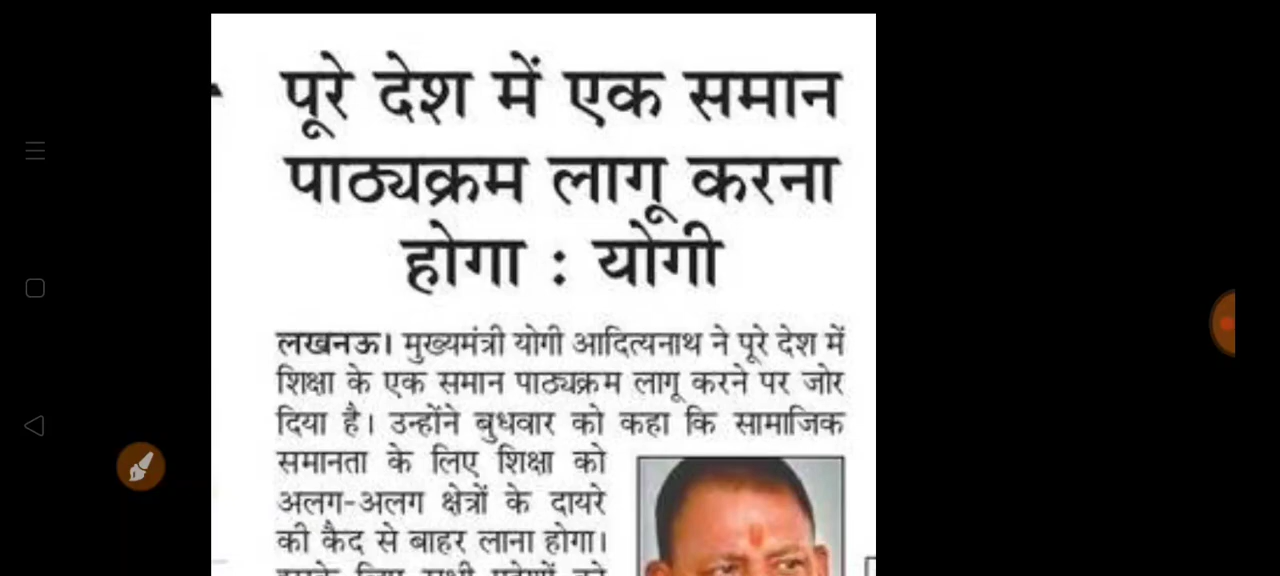 पूरे देश में एक समान
पाठ्यक्रम लागू करना
होगा : योगी
लखनऊ। मुख्यमंत्री योगी आदित्यनाथ ने पूरे देश में
शिक्षा के एक समान पाठ्यक्रम लागू करने पर जोर
दिया है। उन्होंने बुधवार को कहा कि सामाजिक
समानता के लिए शिक्षा को
अलग-अलग क्षेत्रों के दायरे
की कैद से बाहर लाना होगा।